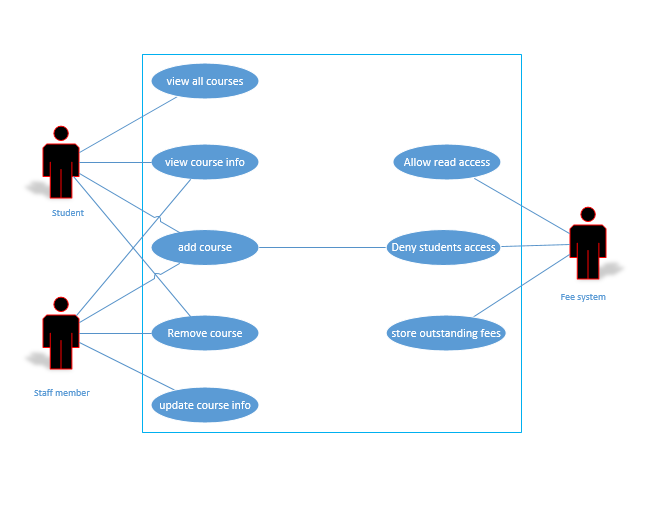 view all courses
view course info
Allow read access
Student
add course
Deny students access
Fee system
Remove course
store outstanding fees
Staff member
update course info